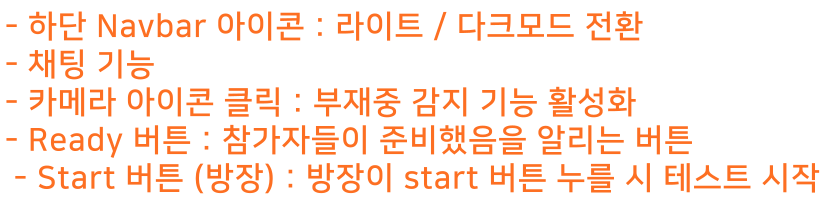 - 하단 Navbar 아이콘 : 라이트 / 다크모드 전환
- 채팅 기능
- 카메라 아이콘 클릭 : 부재중 감지 기능 활성화
- Ready 버튼 : 참가자들이 준비했음을 알리는 버튼
- Start 버튼 (방장) : 방장이 start 버튼 누를 시 테스트 시작